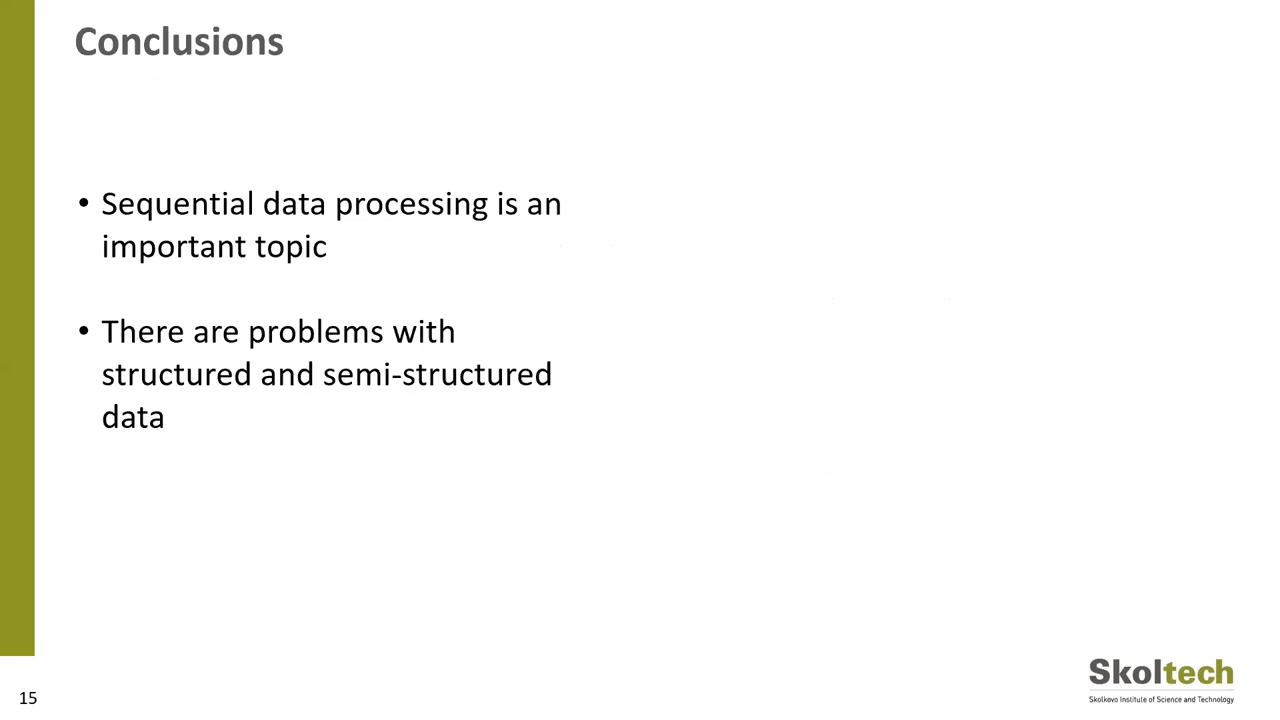 Conclusions
• Sequential data processing is an
important topic
• There are problems with
structured and semi-structured
data
Skoltech
Skolkovo Institute of Science and Technology
15